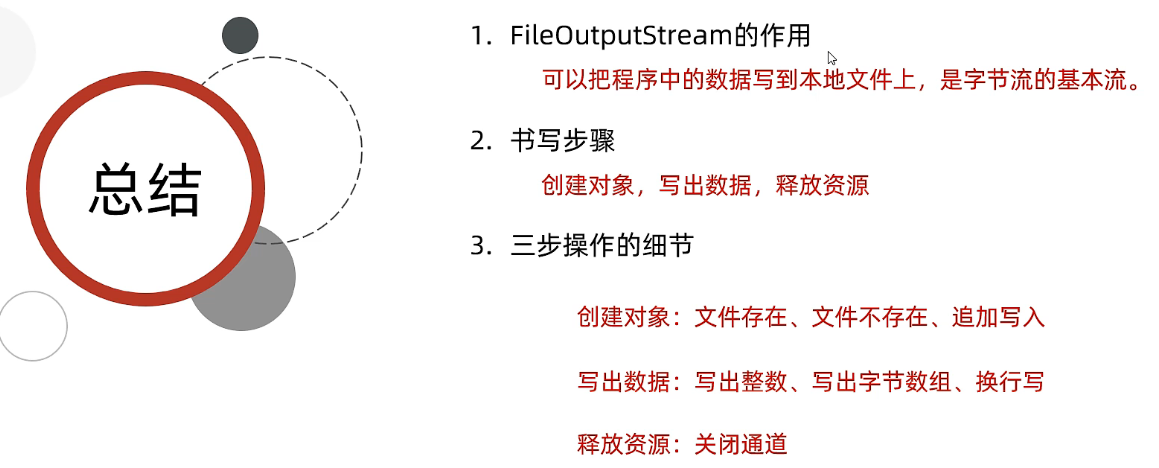 总结
1. FileOutputStream的作用
可以把程序中的数据写到本地文件上，是字节流的基本流。
2. 书写步骤
创建对象，写出数据，释放资源
3. 三步操作的细节
创建对象：文件存在、文件不存在、追加写入
写出数据：写出整数、写出字节数组、换行写
释放资源：关闭通道